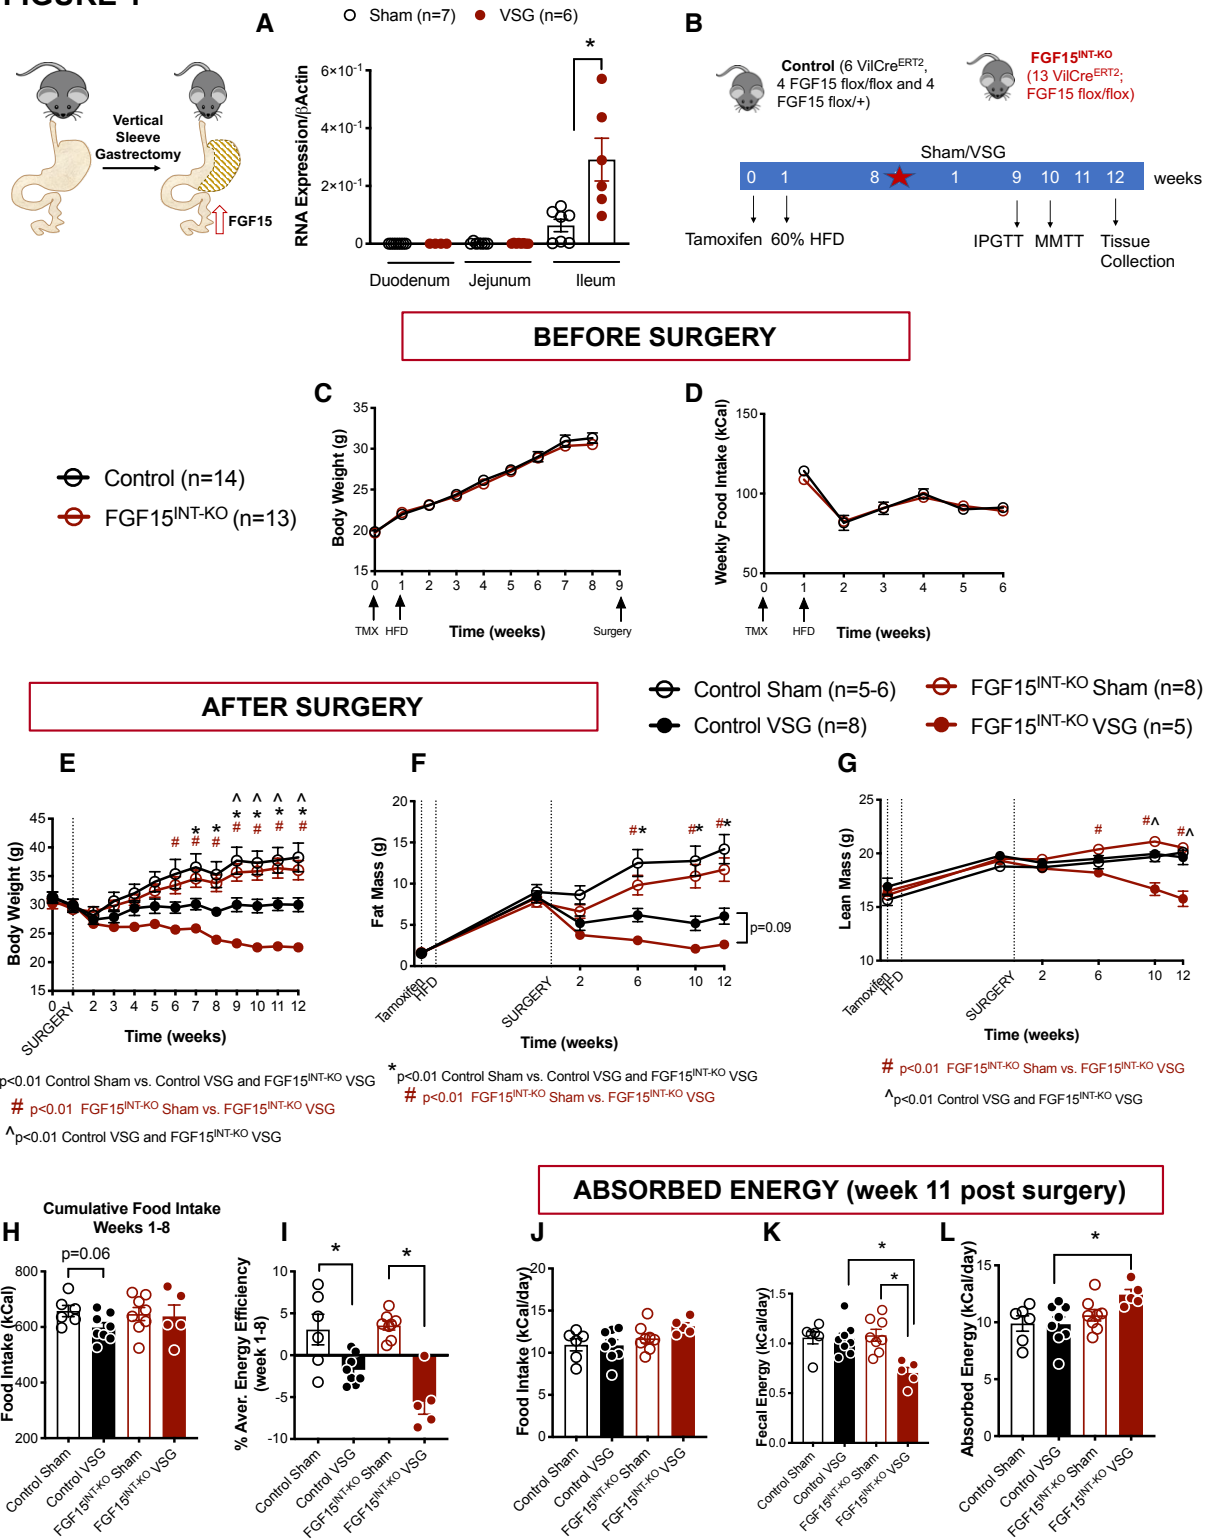 FIGURE 1
A
Sham (n=7)
VSG (n=6)
B
Vertical
Sleeve
Gastrectomy
FGF15
RNA Expression/βActin
6×10⁻¹
4×10⁻¹
2×10⁻¹
0
*
Duodenum
Jejunum
Ileum
Control (6 VilCreERT2,
4 FGF15 flox/flox and 4
FGF15 flox/+)
FGF15INT-KO
(13 VilCreERT2;
FGF15 flox/flox)
Sham/VSG
0 1 8 1 9 10 11 12 weeks
Tamoxifen 60% HFD IPGTT MMTT Tissue
Collection
BEFORE SURGERY
Control (n=14)
FGF15INT-KO (n=13)
C
Body Weight (g)
35
30
25
20
15
0 1 2 3 4 5 6 7 8 9
TMX HFD Time (weeks) Surgery
D
Weekly Food Intake (kCal)
150
100
50
0 1 2 3 4 5 6
TMX HFD Time (weeks)
AFTER SURGERY
Control Sham (n=5-6)
FGF15INT-KO Sham (n=8)
Control VSG (n=8)
FGF15INT-KO VSG (n=5)
E
Body Weight (g)
45
40
35
30
25
20
15
^ ^ ^ ^
* * * * * *
# # # # # # #
0 1 2 3 4 5 6 7 8 9 10 11 12
SURGERY
Time (weeks)
p<0.01 Control Sham vs. Control VSG and FGF15INT-KO VSG
# p<0.01 FGF15INT-KO Sham vs. FGF15INT-KO VSG
^p<0.01 Control VSG and FGF15INT-KO VSG
F
Fat Mass (g)
20
15
10
5
0
#* #* #*
p=0.09
2 6 10 12
Tamoxifen
HFD
SURGERY
Time (weeks)
*p<0.01 Control Sham vs. Control VSG and FGF15INT-KO VSG
# p<0.01 FGF15INT-KO Sham vs. FGF15INT-KO VSG
G
Lean Mass (g)
25
20
15
10
# #^ #^
2 6 10 12
Tamoxifen
HFD
SURGERY
Time (weeks)
# p<0.01 FGF15INT-KO Sham vs. FGF15INT-KO VSG
^p<0.01 Control VSG and FGF15INT-KO VSG
ABSORBED ENERGY (week 11 post surgery)
H
Cumulative Food Intake
Weeks 1-8
p=0.06
Food Intake (kCal)
800
600
400
200
Control Sham
Control VSG
FGF15INT-KO Sham
FGF15INT-KO VSG
I
% Aver. Energy Efficiency
(week 1-8)
10
5
0
-5
-10
* *
Control Sham
Control VSG
FGF15INT-KO Sham
FGF15INT-KO VSG
J
Food Intake (kCal/day)
20
15
10
5
0
Control Sham
Control VSG
FGF15INT-KO Sham
FGF15INT-KO VSG
K
Fecal Energy (kCal/day)
1.5
1.0
0.5
0.0
*
*
Control Sham
Control VSG
FGF15INT-KO Sham
FGF15INT-KO VSG
L
Absorbed Energy (kCal/day)
15
10
5
0
*
Control Sham
Control VSG
FGF15INT-KO Sham
FGF15INT-KO VSG